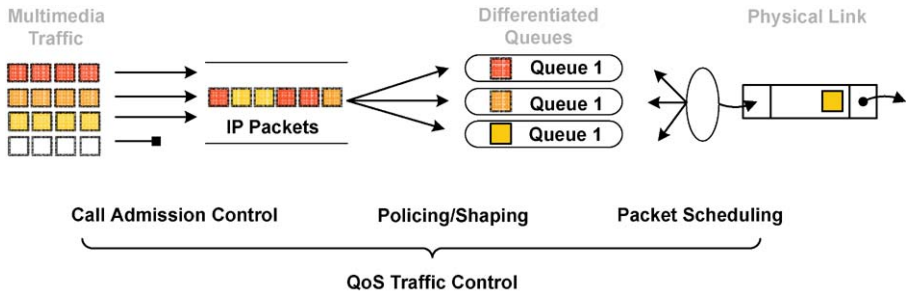 Multimedia
Traffic
Differentiated
Queues
Physical Link
Queue 1
Queue 1
Queue 1
IP Packets
Call Admission Control
Policing/Shaping
Packet Scheduling
QoS Traffic Control